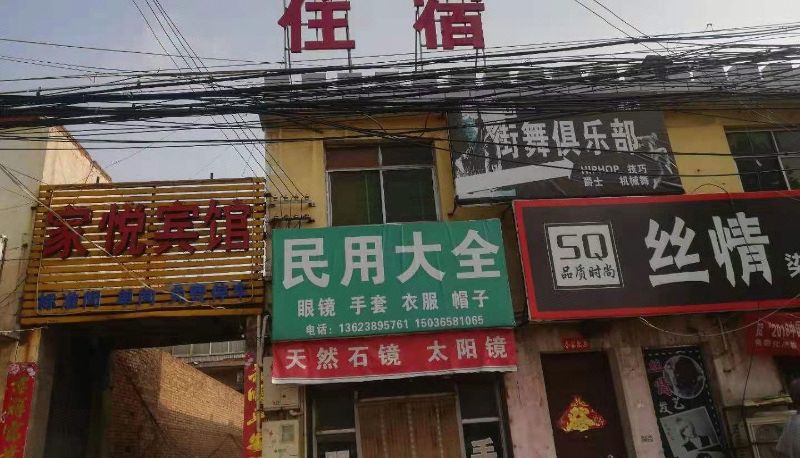 住宿
街舞俱乐部
HIPHOP 技巧
爵士 机械舞
家悦宾馆
民用大全
眼镜 手套 衣服 帽子
电话: 13623895761 15036581065
天然石镜 太阳镜
SQ
品质时尚
丝情